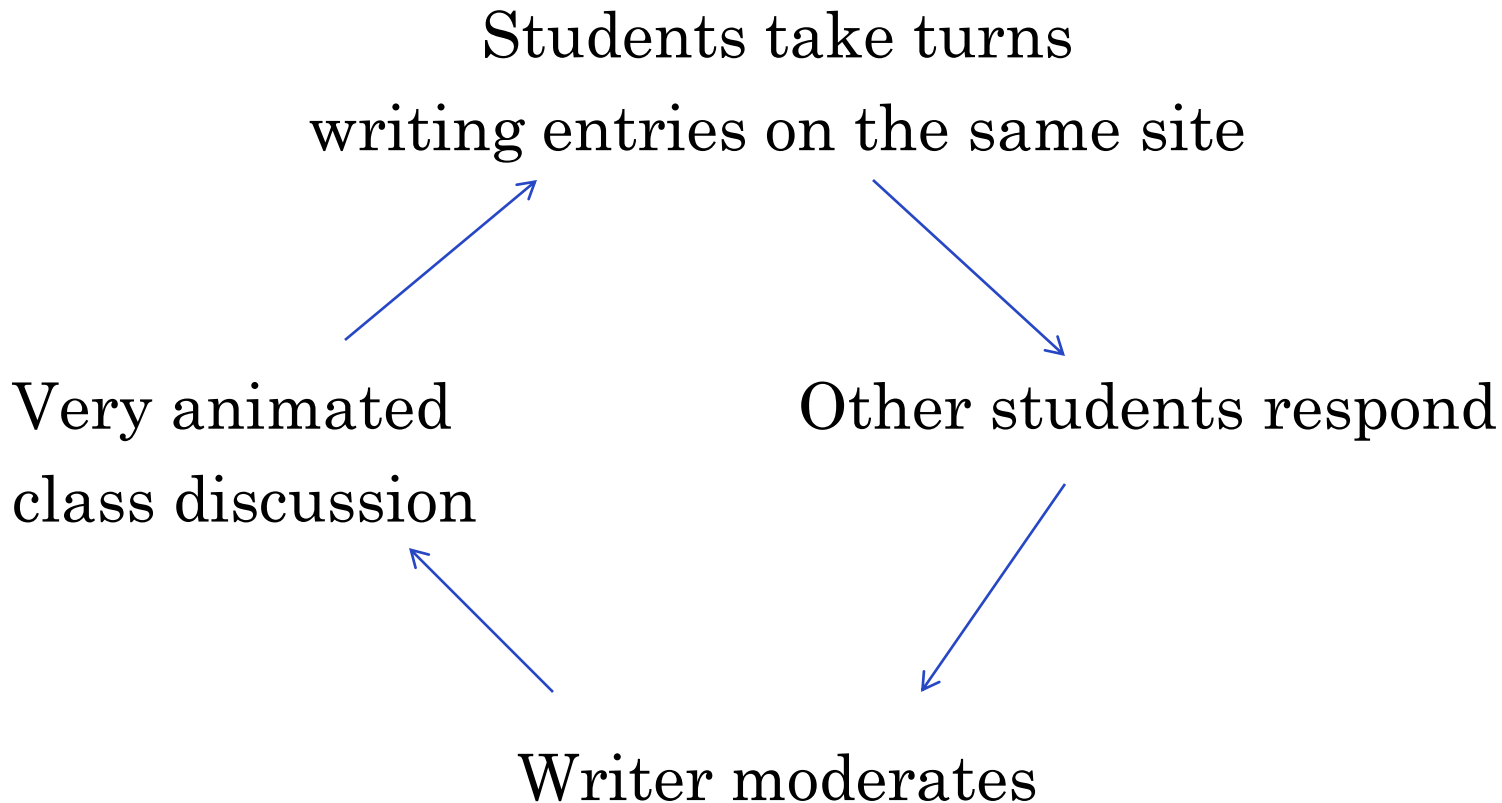 Students take turns
writing entries on the same site
Very animated
class discussion
Other students respond
Writer moderates